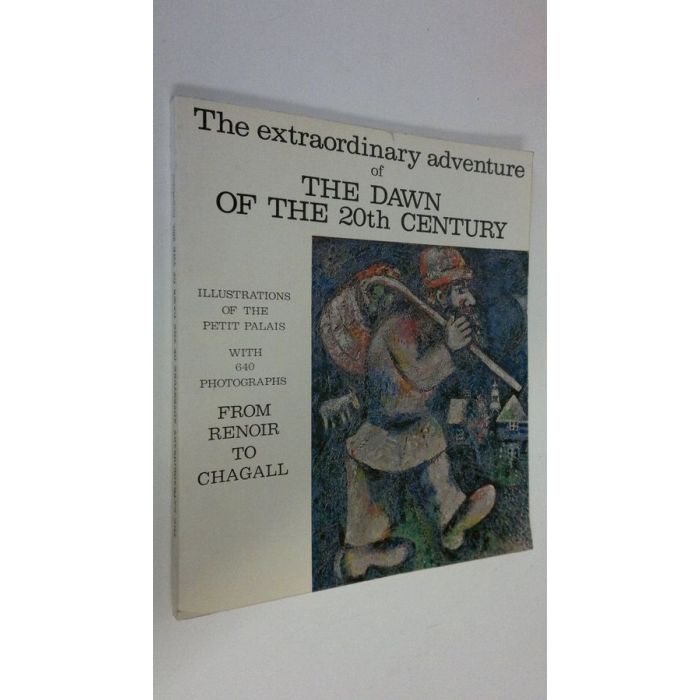 The extraordinary adventure
of
THE DAWN
OF THE 20th CENTURY
ILLUSTRATIONS
OF THE
PETIT PALAIS
WITH
640
PHOTOGRAPHS
FROM
RENOIR
TO
CHAGALL